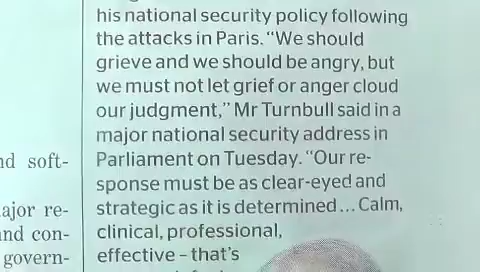 his national security policy following
the attacks in Paris. “We should
grieve and we should be angry, but
we must not let grief or anger cloud
our judgment,” Mr Turnbull said in a
major national security address in
Parliament on Tuesday. “Our re-
sponse must be as clear-eyed and
strategic as it is determined ... Calm,
clinical, professional,
effective – that’s
nd soft-
ajor re-
nd con-
govern-